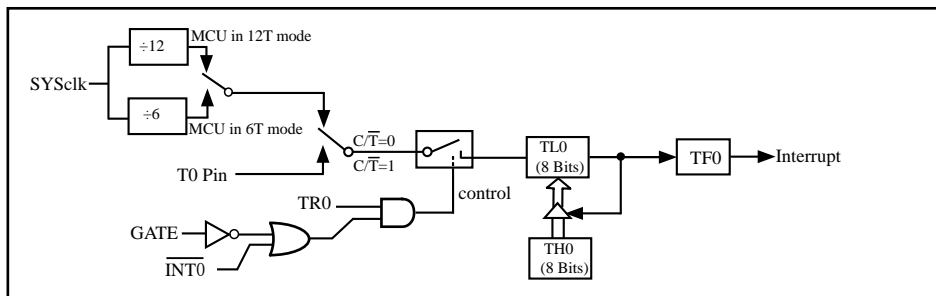 ÷12
MCU in 12T mode
SYSclk
÷6
MCU in 6T mode
C/T̅=0
C/T̅=1
T0 Pin
TL0
(8 Bits)
TF0
Interrupt
control
TR0
GATE
I̅N̅T̅0̅
TH0
(8 Bits)